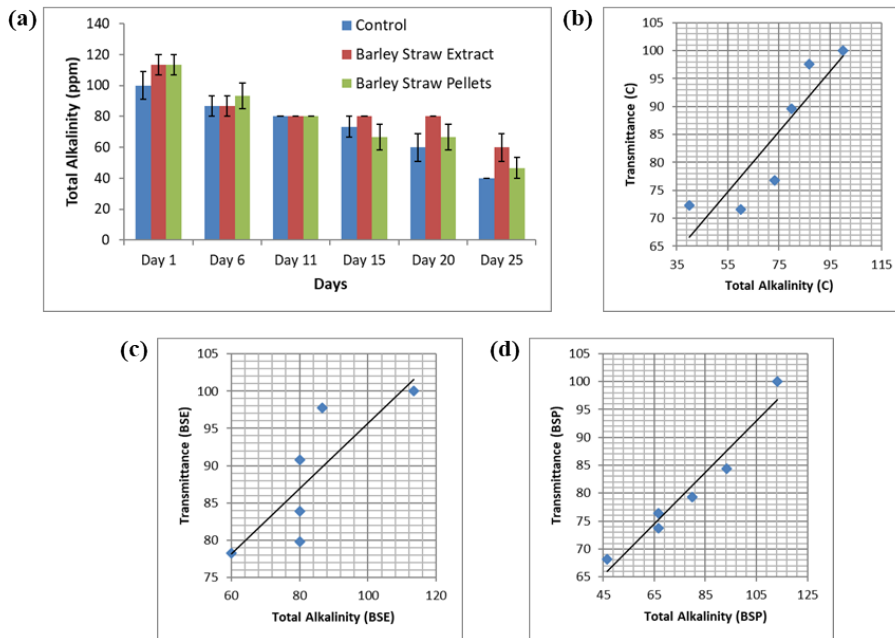 (a)
Control
Barley Straw Extract
Barley Straw Pellets
Total Alkalinity (ppm)
140
120
100
80
60
40
20
0
Day 1 Day 6 Day 11 Day 15 Day 20 Day 25
Days
(b)
Transmittance (C)
105
100
95
90
85
80
75
70
65
35 55 75 95 115
Total Alkalinity (C)
(c)
Transmittance (BSE)
105
100
95
90
85
80
75
60 80 100 120
Total Alkalinity (BSE)
(d)
Transmittance (BSP)
105
100
95
90
85
80
75
70
65
45 65 85 105 125
Total Alkalinity (BSP)